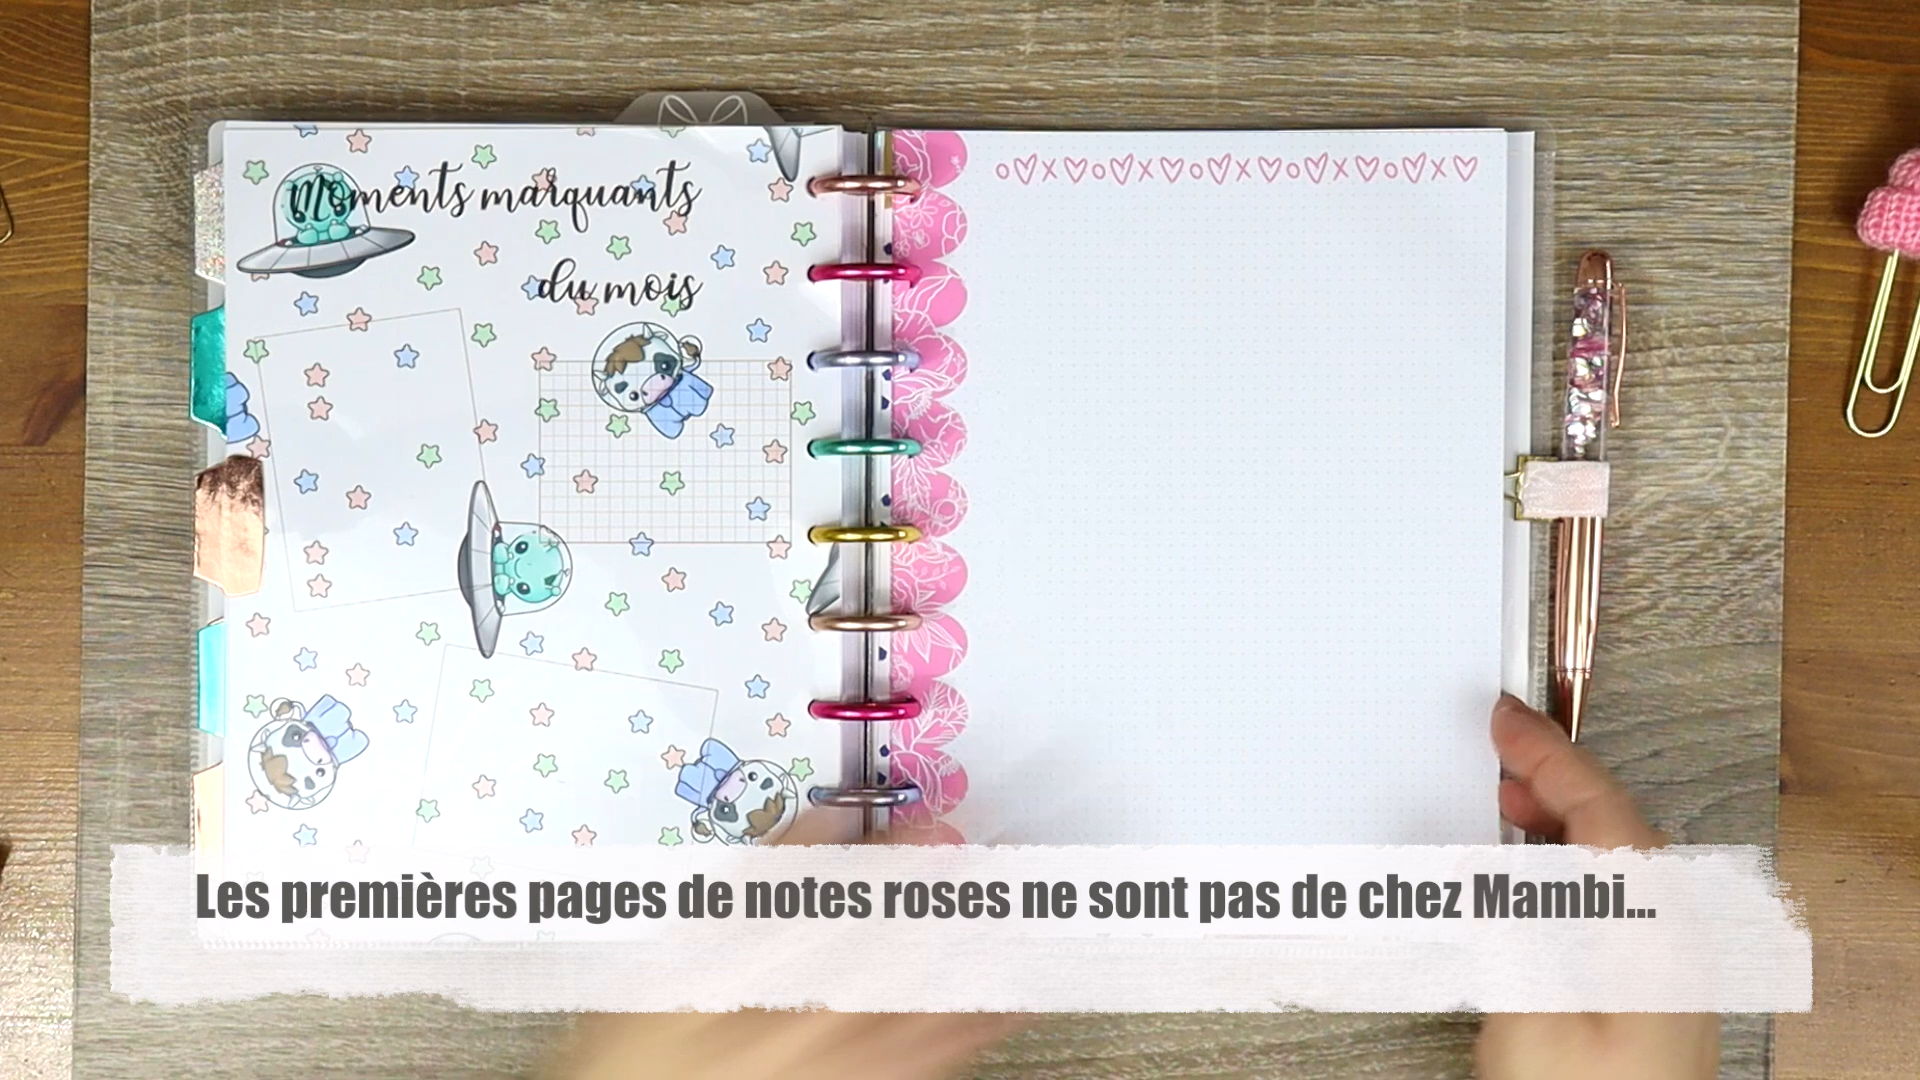 Moments marquants
du mois
Les premières pages de notes roses ne sont pas de chez Mambi...